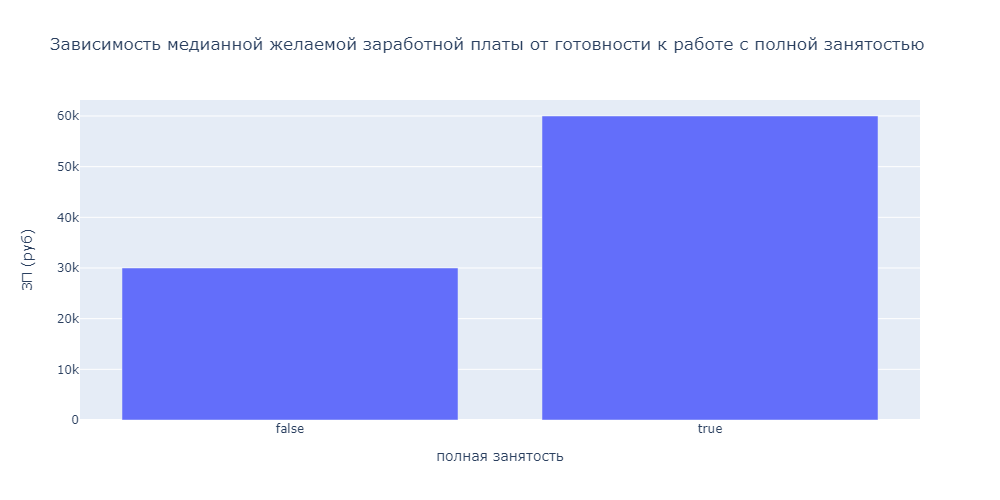 Зависимость медианной желаемой заработной платы от готовности к работе с полной занятостью
60k
50k
40k
30k
20k
10k
0
ЗП (руб)
false
true
полная занятость